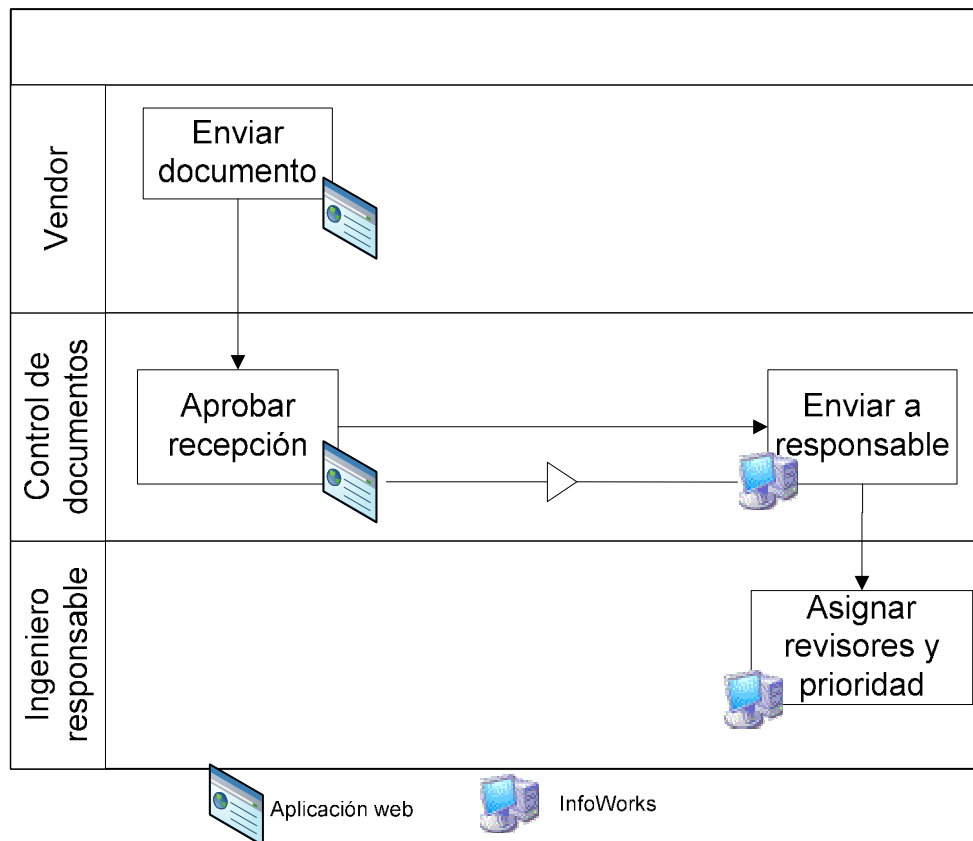 Vendor
Enviar
documento
Control de
documentos
Aprobar
recepción
Enviar a
responsable
Ingeniero
responsable
Asignar
revisores y
prioridad
Aplicación web
InfoWorks